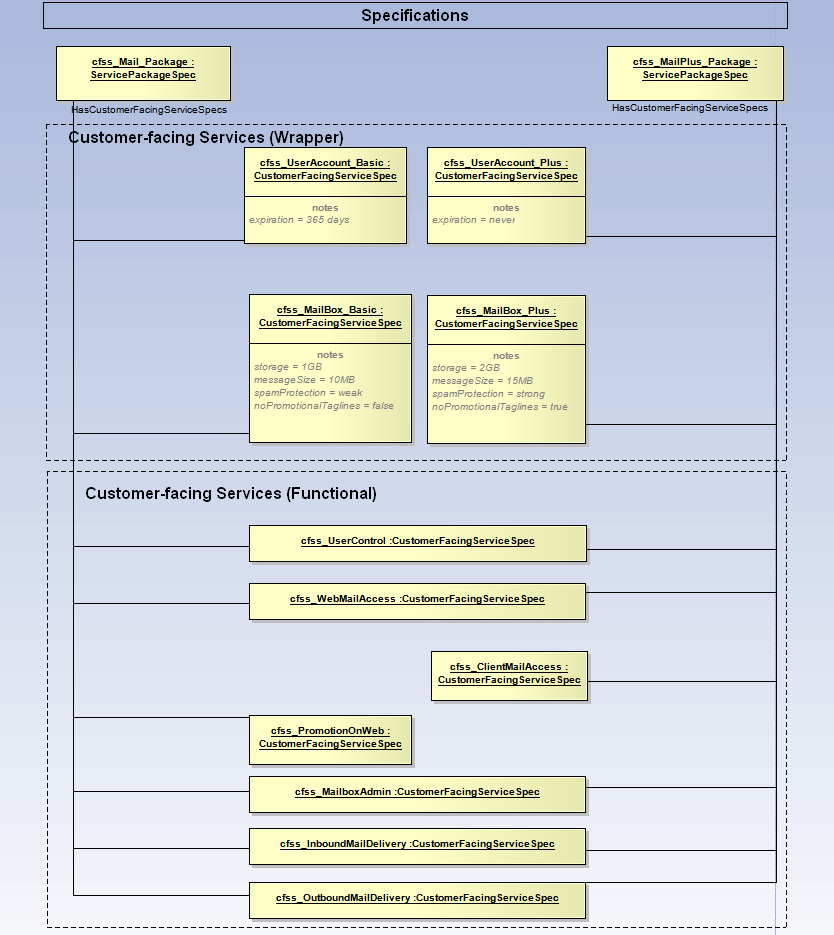 Specifications
cfss_Mail_Package :
ServicePackageSpec
cfss_MailPlus_Package :
ServicePackageSpec
HasCustomerFacingServiceSpecs
HasCustomerFacingServiceSpecs
Customer-facing Services (Wrapper)
cfss_UserAccount_Basic :
CustomerFacingServiceSpec
notes
expiration = 365 days
cfss_UserAccount_Plus :
CustomerFacingServiceSpec
notes
expiration = never
cfss_MailBox_Basic :
CustomerFacingServiceSpec
notes
storage = 1GB
messageSize = 10MB
spamProtection = weak
noPromotionalTaglines = false
cfss_MailBox_Plus :
CustomerFacingServiceSpec
notes
storage = 2GB
messageSize = 15MB
spamProtection = strong
noPromotionalTaglines = true
Customer-facing Services (Functional)
cfss_UserControl :CustomerFacingServiceSpec
cfss_WebMailAccess :CustomerFacingServiceSpec
cfss_ClientMailAccess :
CustomerFacingServiceSpec
cfss_PromotionOnWeb :
CustomerFacingServiceSpec
cfss_MailboxAdmin :CustomerFacingServiceSpec
cfss_InboundMailDelivery :CustomerFacingServiceSpec
cfss_OutboundMailDelivery :CustomerFacingServiceSpec